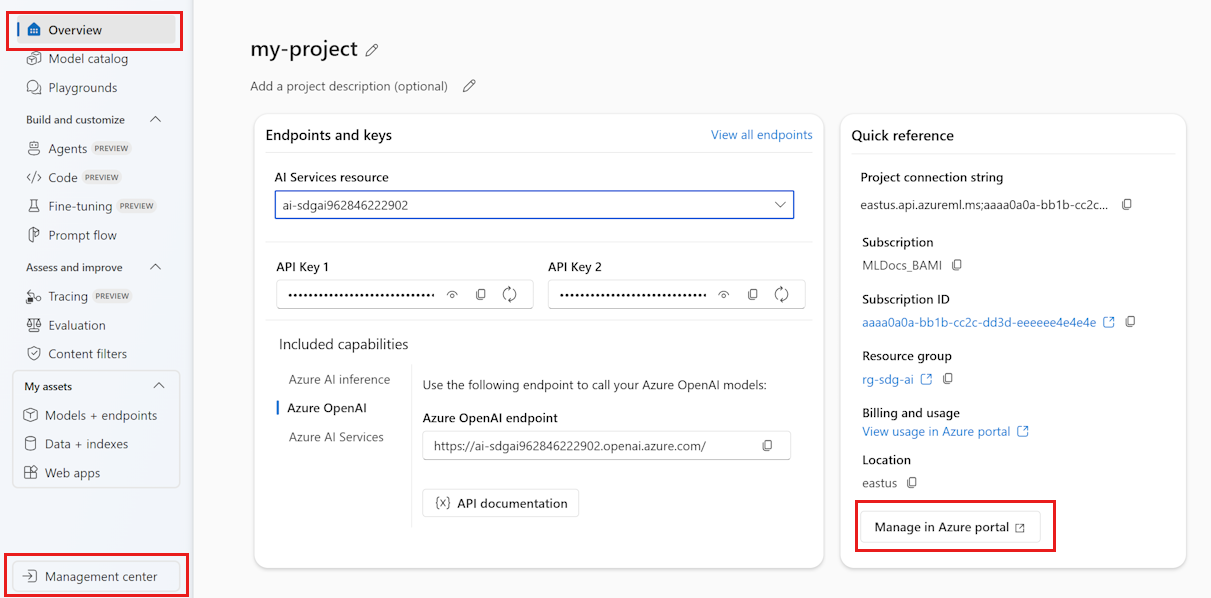 Overview
Model catalog
Playgrounds
Build and customize
Agents PREVIEW
Code PREVIEW
Fine-tuning PREVIEW
Prompt flow
Assess and improve
Tracing PREVIEW
Evaluation
Content filters
My assets
Models + endpoints
Data + indexes
Web apps
Management center
my-project
Add a project description (optional)
Endpoints and keys
View all endpoints
AI Services resource
ai-sdgai962846222902
API Key 1
API Key 2
••••••••••••••••••••••••••••••
••••••••••••••••••••••••••••••
Included capabilities
Azure AI inference
Azure OpenAI
Azure AI Services
Use the following endpoint to call your Azure OpenAI models:
Azure OpenAI endpoint
https://ai-sdgai962846222902.openai.azure.com/
{x} API documentation
Quick reference
Project connection string
eastus.api.azureml.ms;aaaa0a0a-bb1b-cc2c...
Subscription
MLDocs_BAMI
Subscription ID
aaaa0a0a-bb1b-cc2c-dd3d-eeeeee4e4e4e
Resource group
rg-sdg-ai
Billing and usage
View usage in Azure portal
Location
eastus
Manage in Azure portal